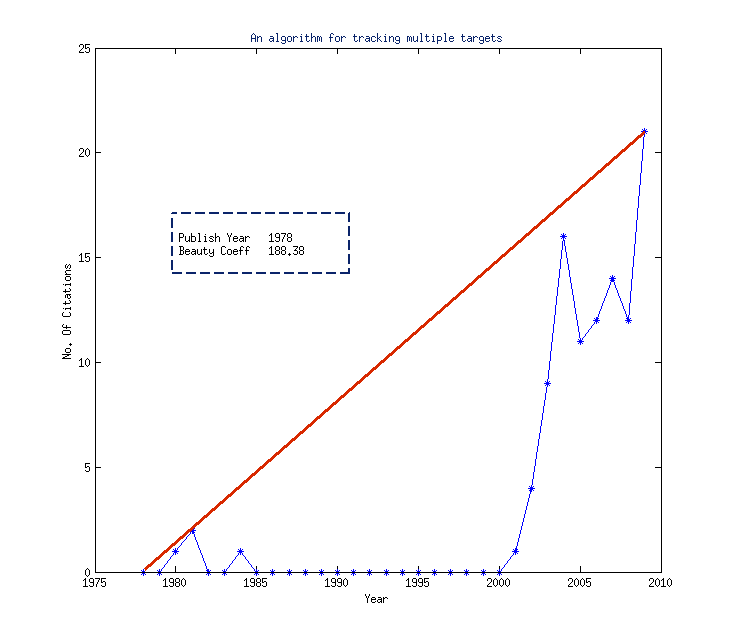 An algorithm for tracking multiple targets
25
20
15
10
5
0
No. Of Citations
Publish Year 1978
Beauty Coeff 188.38
1975 1980 1985 1990 1995 2000 2005 2010
Year